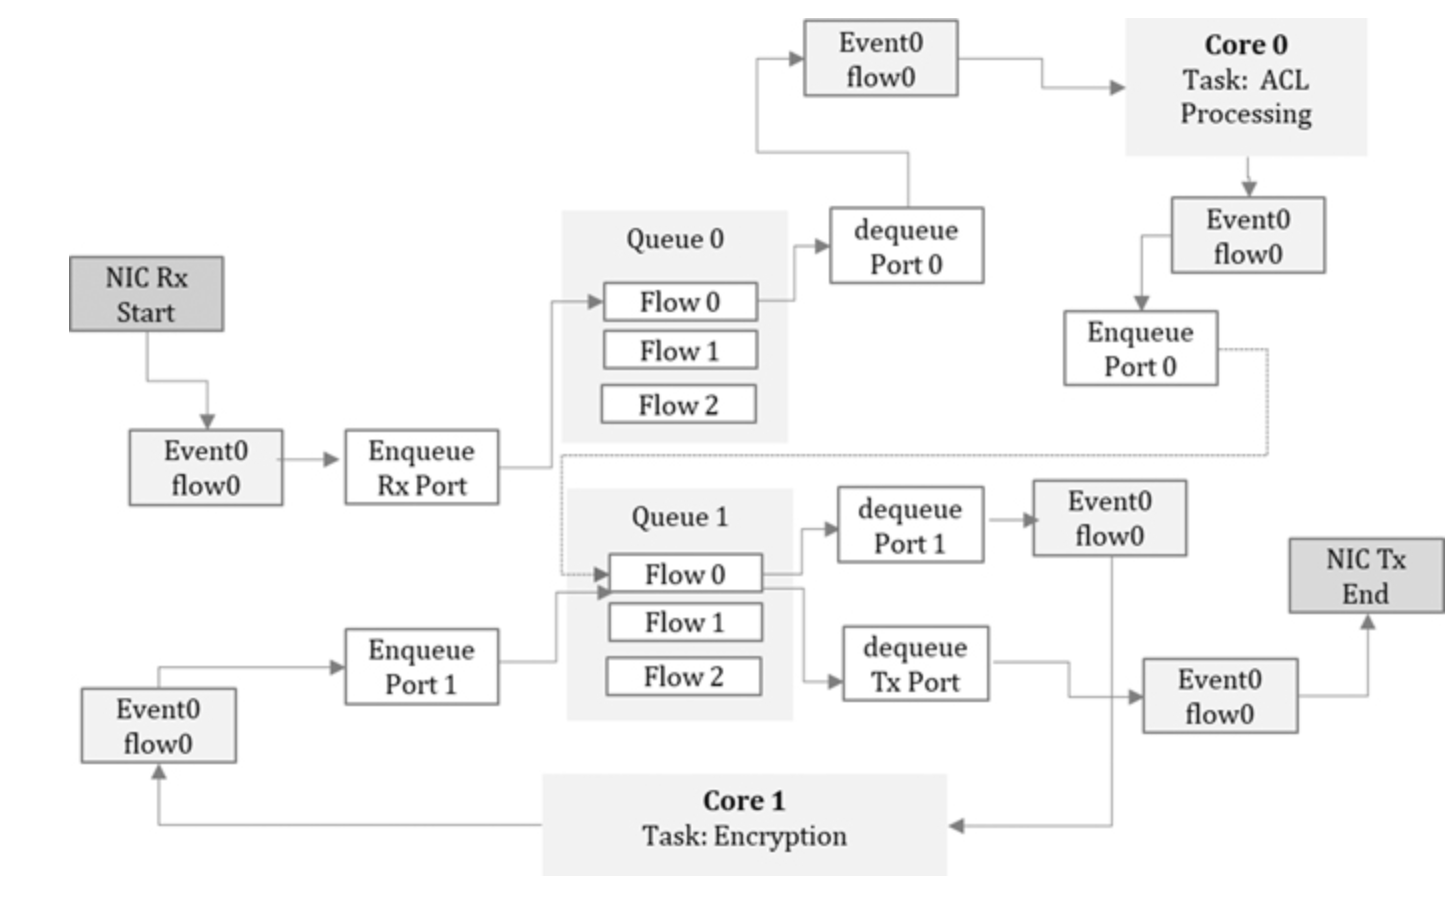 Event0
flow0
Core 0
Task:  ACL
Processing
Event0
flow0
dequeue
Port 0
Queue 0
Flow 0
Flow 1
Flow 2
NIC Rx
Start
Enqueue
Port 0
Event0
flow0
Enqueue
Rx Port
Queue 1
Flow 0
Flow 1
Flow 2
dequeue
Port 1
Event0
flow0
NIC Tx
End
Enqueue
Port 1
dequeue
Tx Port
Event0
flow0
Event0
flow0
Core 1
Task: Encryption